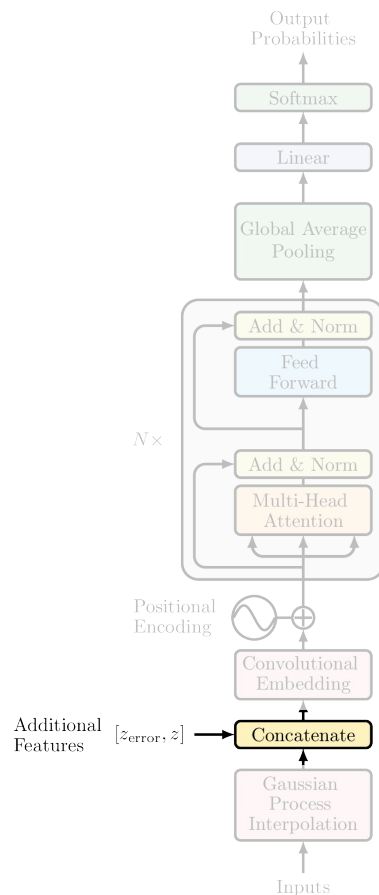 Output
Probabilities
Softmax
Linear
Global Average
Pooling
Add & Norm
Feed
Forward
N×
Add & Norm
Multi-Head
Attention
Positional
Encoding
Convolutional
Embedding
Additional
Features
[z_error, z]
Concatenate
Gaussian
Process
Interpolation
Inputs